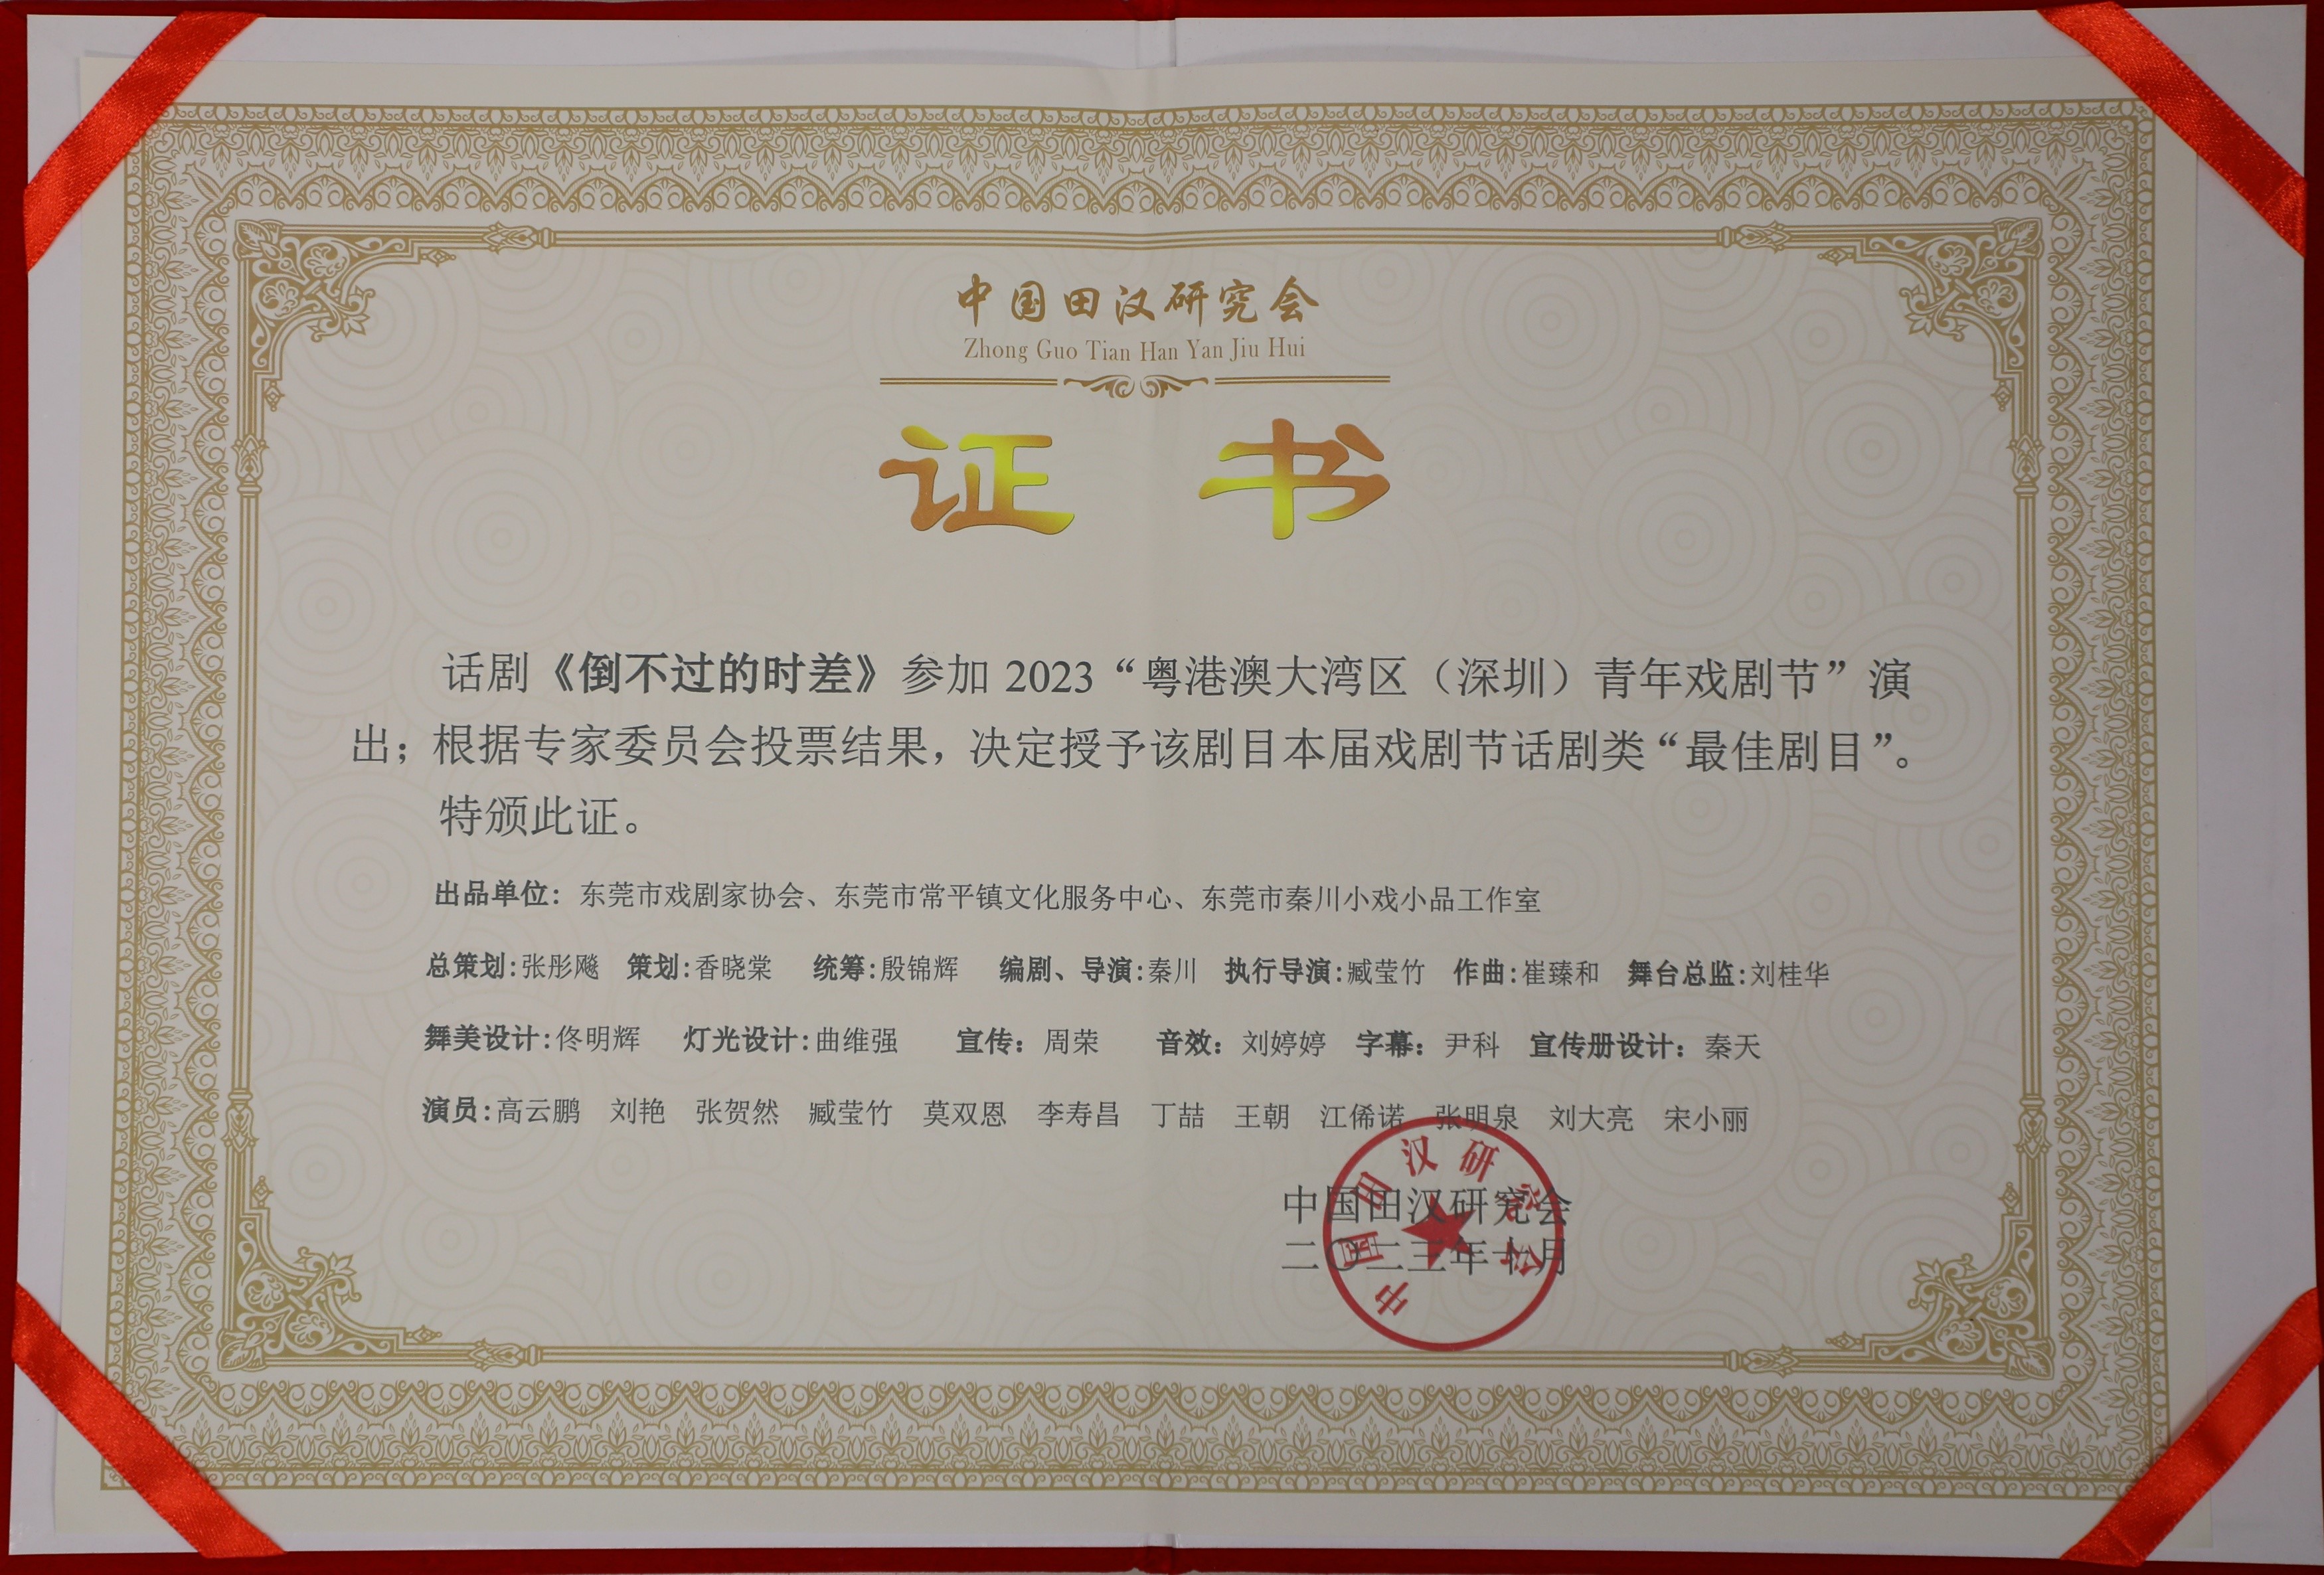 中国田汉研究会
Zhong Guo Tian Han Yan Jiu Hui
证 书
话剧《倒不过的时差》参加 2023“粤港澳大湾区（深圳）青年戏剧节”演
出；根据专家委员会投票结果，决定授予该剧目本届戏剧节话剧类“最佳剧目”。
特颁此证。
出品单位：东莞市戏剧家协会、东莞市常平镇文化服务中心、东莞市秦川小戏小品工作室
总策划:张彤飚 策划:香晓棠 统筹:殷锦辉 编剧、导演:秦川 执行导演:臧莹竹 作曲:崔臻和 舞台总监:刘桂华
舞美设计:佟明辉 灯光设计:曲维强 宣传：周荣 音效：刘婷婷 字幕：尹科 宣传册设计：秦天
演员:高云鹏 刘艳 张贺然 臧莹竹 莫双恩 李寿昌 丁喆 王朝 江俙诺 张明泉 刘大亮 宋小丽
中国田汉研究会
二〇二三年十月
中国田汉研究会